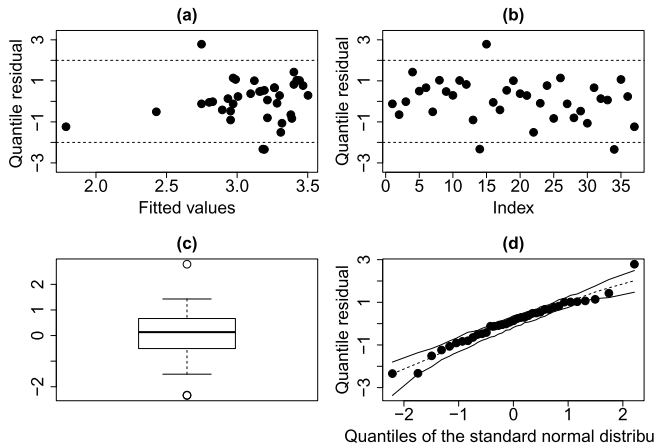 (a)
Quantile residual
3
1
−1
−3
2.0 2.5 3.0 3.5
Fitted values
(b)
Quantile residual
3
1
−1
−3
0 5 10 15 20 25 30 35
Index
(c)
2
1
0
−2
(d)
Quantile residual
3
1
−1
−3
−2 −1 0 1 2
Quantiles of the standard normal distribu